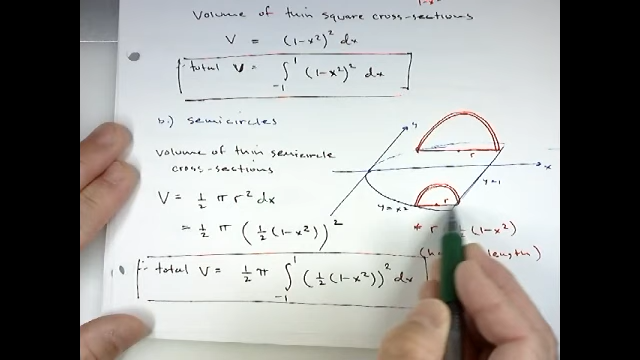 1-x²
Volume of thin square cross-sections
V = (1-x²)² dx
∴ total V = ∫₋₁¹ (1-x²)² dx
b.) semicircles
volume of thin semicircle
cross-sections
V = 1/2 π r² dx
= 1/2 π (1/2 (1-x²))²
∴ total V = 1/2 π ∫₋₁¹ (1/2 (1-x²))² dx
y
r
x
y=1
r
y=x²
* r 1/2 (1-x²)
length)